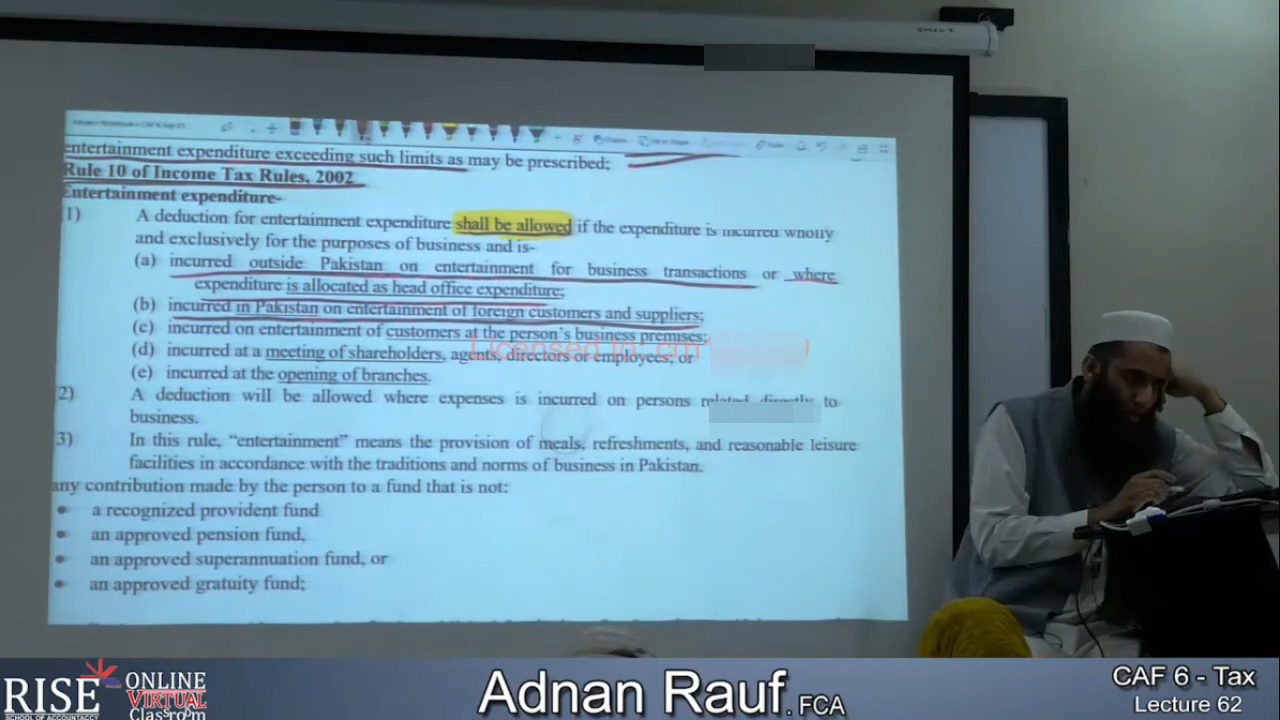 entertainment expenditure exceeding such limits as may be prescribed;
Rule 10 of Income Tax Rules, 2002
Entertainment expenditure-
1) A deduction for entertainment expenditure shall be allowed if the expenditure is incurred wholly
and exclusively for the purposes of business and is-
(a) incurred outside Pakistan on entertainment for business transactions or where
expenditure is allocated as head office expenditure;
(b) incurred in Pakistan on entertainment of foreign customers and suppliers;
(c) incurred on entertainment of customers at the person's business premises;
Licensed to
(d) incurred at a meeting of shareholders, agents, directors or employees; or
(e) incurred at the opening of branches.
2) A deduction will be allowed where expenses is incurred on persons related directly to
business.
3) In this rule, "entertainment" means the provision of meals, refreshments, and reasonable leisure
facilities in accordance with the traditions and norms of business in Pakistan.
any contribution made by the person to a fund that is not:
• a recognized provident fund
• an approved pension fund,
• an approved superannuation fund, or
• an approved gratuity fund;
RISE ONLINE
VIRTUAL
Classroom
SCHOOL OF ACCOUNTANCY
Adnan Rauf. FCA
CAF 6 - Tax
Lecture 62